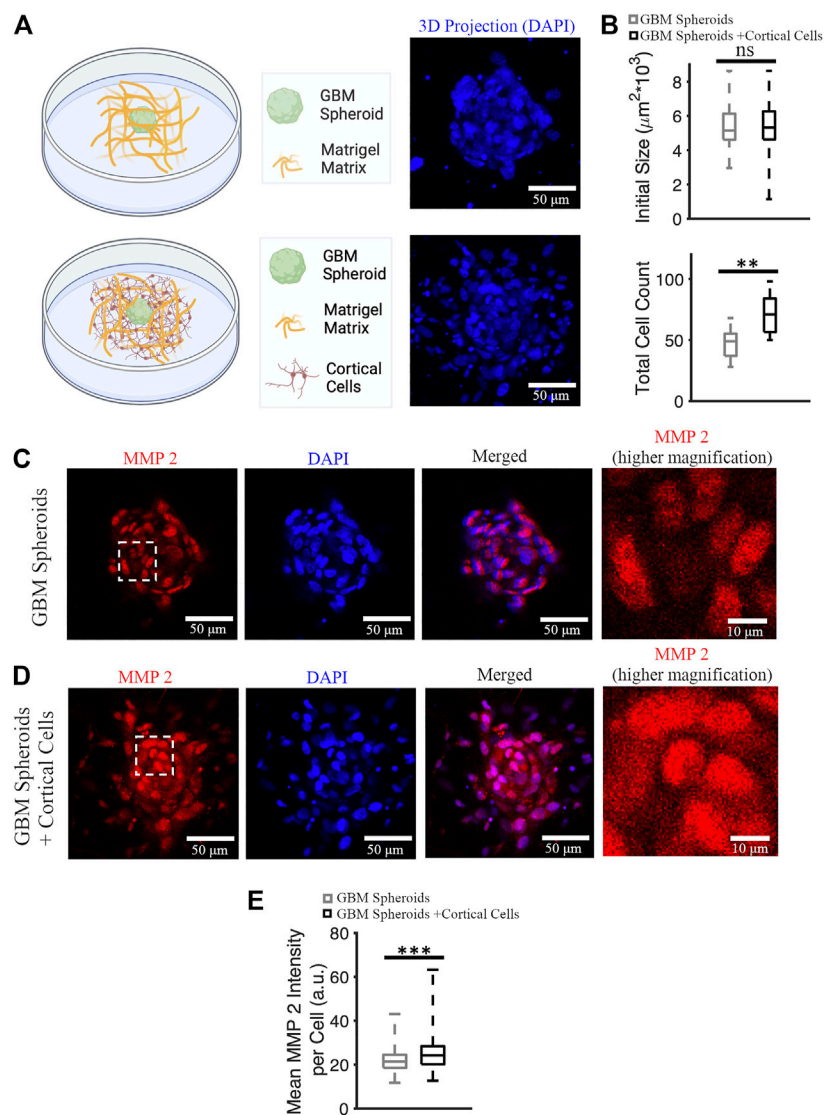 A
GBM
Spheroid
Matrigel
Matrix
3D Projection (DAPI)
50 μm
GBM
Spheroid
Matrigel
Matrix
Cortical
Cells
50 μm
B
GBM Spheroids
GBM Spheroids +Cortical Cells
ns
Initial Size (μm²*10³)
8
6
4
2
0
**
Total Cell Count
100
50
0
C
MMP 2
DAPI
Merged
MMP 2
(higher magnification)
GBM Spheroids
50 μm
50 μm
50 μm
10 μm
D
MMP 2
DAPI
Merged
MMP 2
(higher magnification)
GBM Spheroids
+ Cortical Cells
50 μm
50 μm
50 μm
10 μm
E
GBM Spheroids
GBM Spheroids +Cortical Cells
***
Mean MMP 2 Intensity
per Cell (a.u.)
80
60
40
20
0